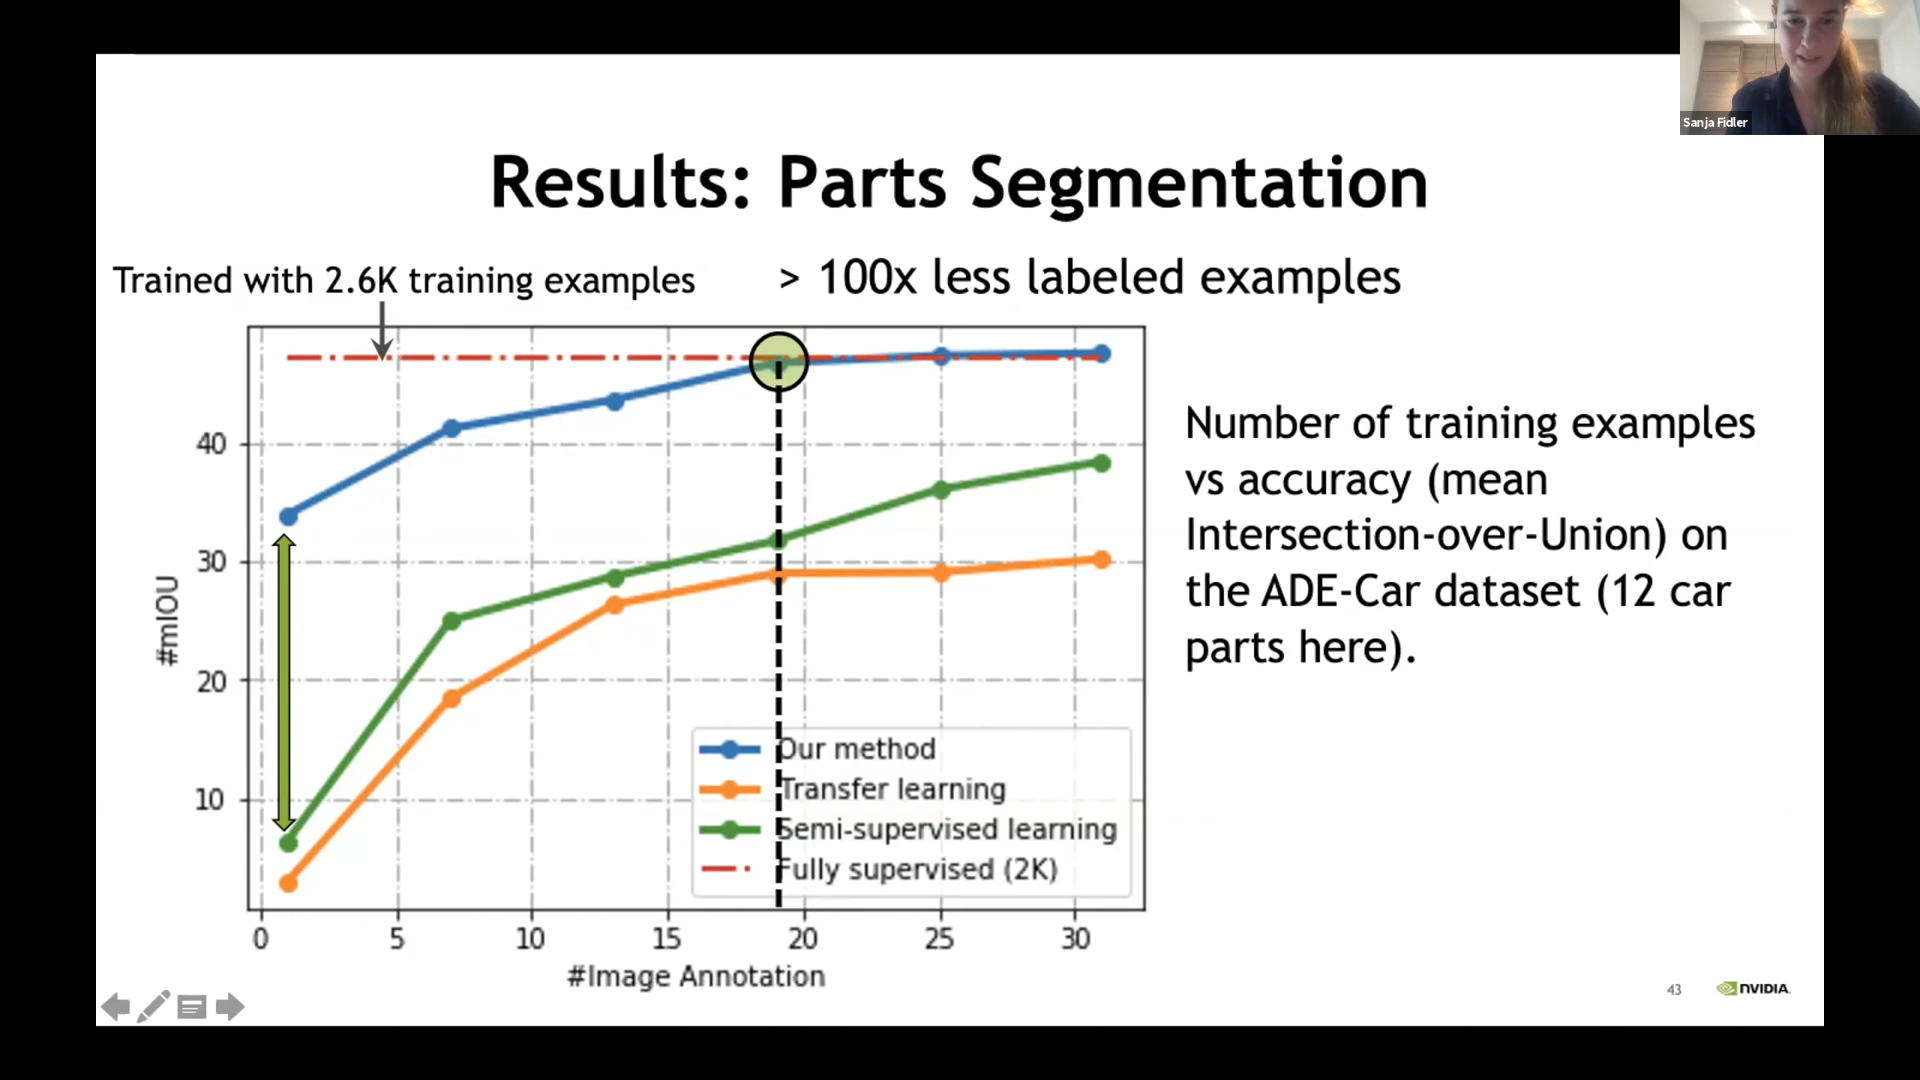 Sanja Fidler
Results: Parts Segmentation
Trained with 2.6K training examples
> 100x less labeled examples
40
30
20
10
#mIOU
Our method
Transfer learning
Semi-supervised learning
Fully supervised (2K)
0 5 10 15 20 25 30
#Image Annotation
Number of training examples
vs accuracy (mean
Intersection-over-Union) on
the ADE-Car dataset (12 car
parts here).
43
NVIDIA.